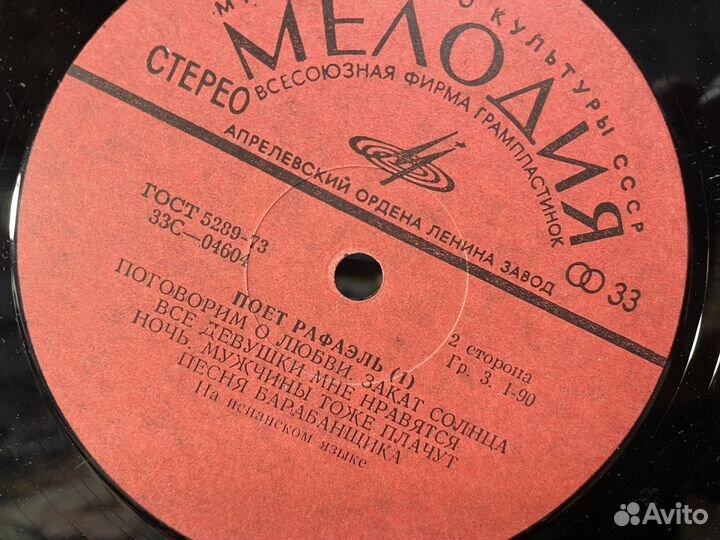 КУЛЬТУРЫ СССР
МЕЛОДИЯ
СТЕРЕО
ВСЕСОЮЗНАЯ ФИРМА ГРАМПЛАСТИНОК
АПРЕЛЕВСКИЙ ОРДЕНА ЛЕНИНА ЗАВОД
33
ГОСТ 5289-73
33С—04604
2 сторона
Гр. 3. 1-90
ПОЕТ РАФАЭЛЬ (1)
ПОГОВОРИМ О ЛЮБВИ. ЗАКАТ СОЛНЦА
ВСЕ ДЕВУШКИ МНЕ НРАВЯТСЯ
НОЧЬ. МУЖЧИНЫ ТОЖЕ ПЛАЧУТ
ПЕСНЯ БАРАБАНЩИКА
На испанском языке
Avito